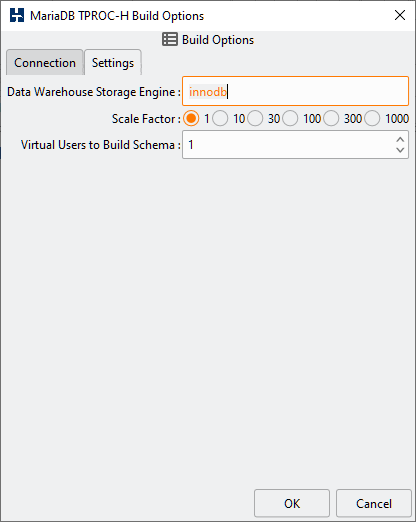 MariaDB TPROC-H Build Options
Build Options
Connection Settings
Data Warehouse Storage Engine : innodb
Scale Factor : 1 10 30 100 300 1000
Virtual Users to Build Schema : 1
OK Cancel